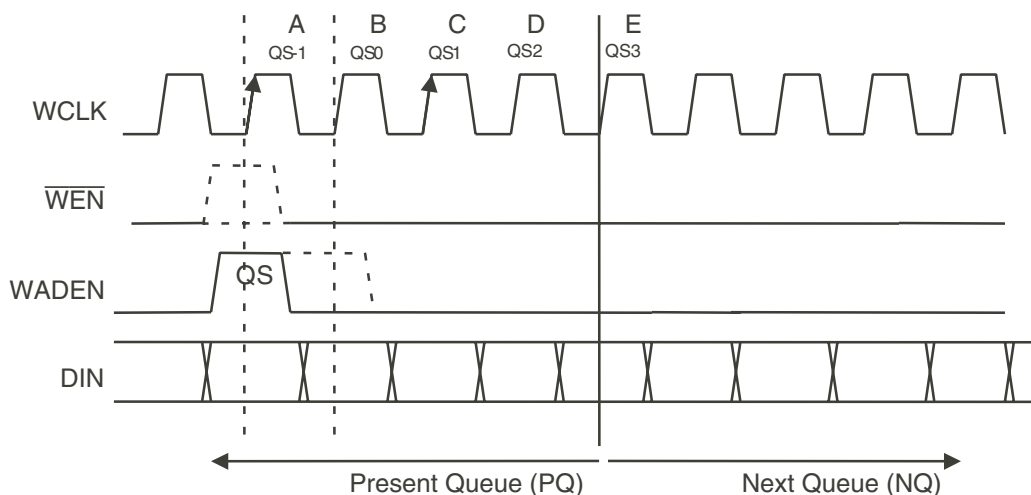 A B C D E
QS-1 QS0 QS1 QS2 QS3
WCLK
WEN
QS
WADEN
DIN
Present Queue (PQ) Next Queue (NQ)